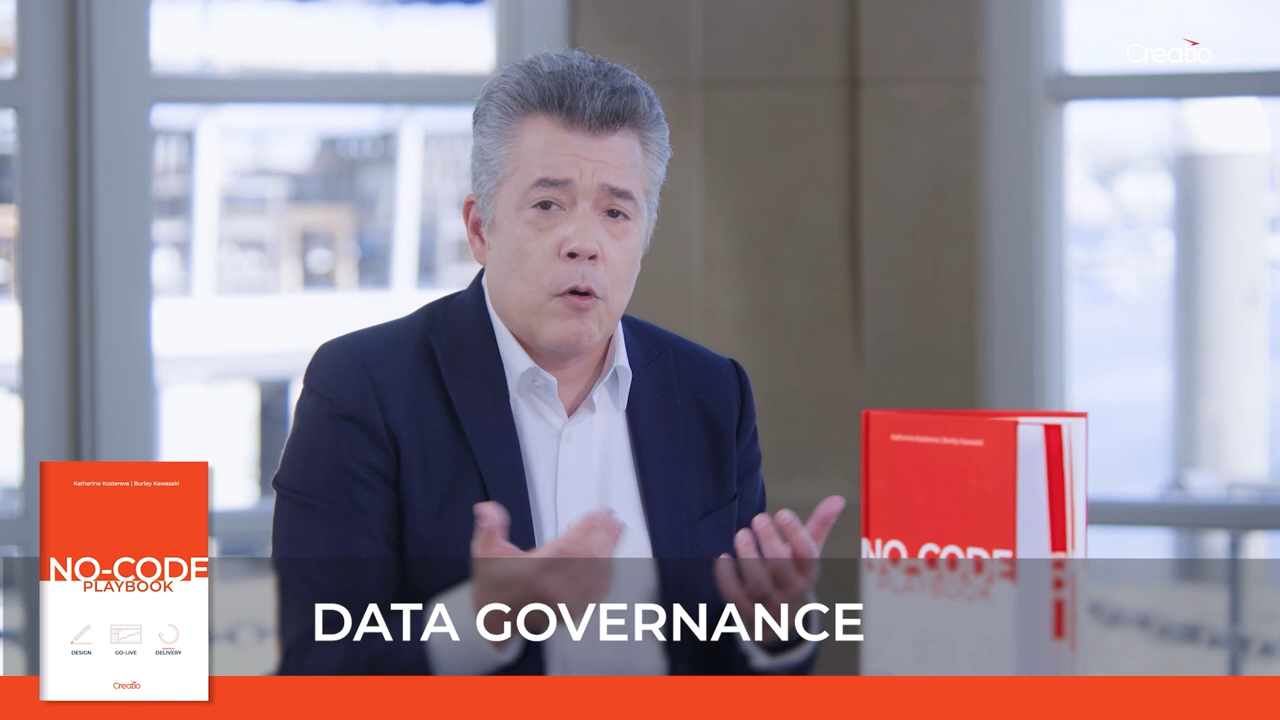 Creatio
Katherine Kostereva | Burley Kawasaki
NO-CODE
PLAYBOOK
Katherine Kostereva | Burley Kawasaki
NO-CODE
PLAYBOOK
DESIGN
GO-LIVE
DELIVERY
Creatio
DATA GOVERNANCE